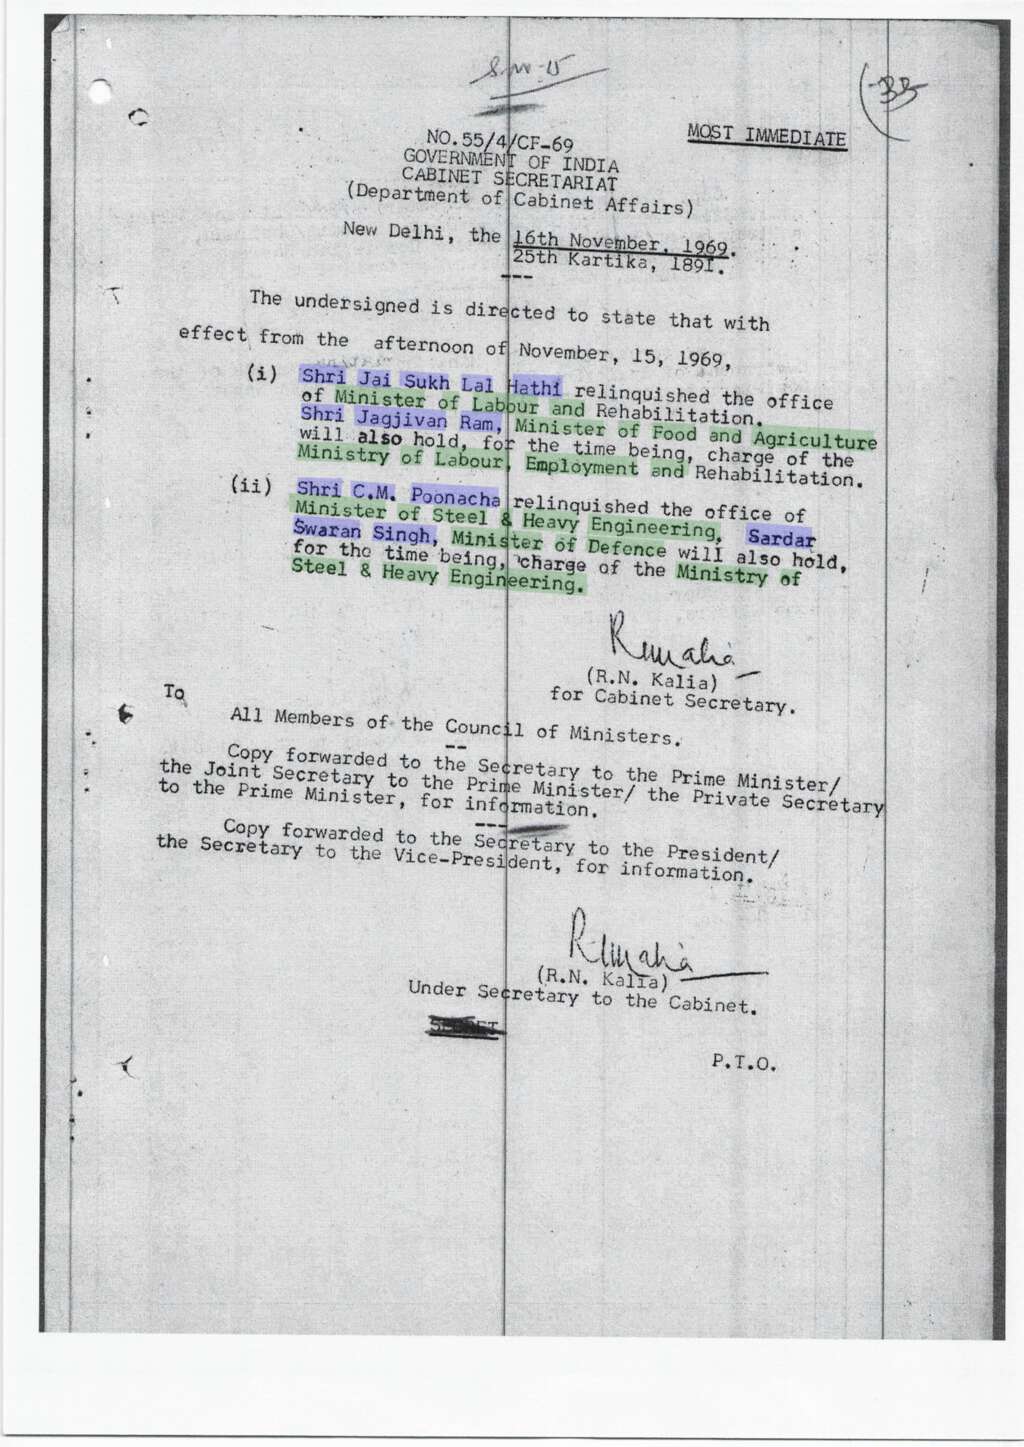 S.No-15
33
MOST IMMEDIATE
NO.55/4/CF-69
GOVERNMENT OF INDIA
CABINET SECRETARIAT
(Department of Cabinet Affairs)
New Delhi, the 16th November, 1969.
25th Kartika, 1891.
---
The undersigned is directed to state that with
effect from the afternoon of November, 15, 1969,
(i) Shri Jai Sukh Lal Hathi relinquished the office
of Minister of Labour and Rehabilitation.
Shri Jagjivan Ram, Minister of Food and Agriculture
will also hold, for the time being, charge of the
Ministry of Labour, Employment and Rehabilitation.
(ii) Shri C.M. Poonacha relinquished the office of
Minister of Steel & Heavy Engineering, Sardar
Swaran Singh, Minister of Defence will also hold,
for the time being, charge of the Ministry of
Steel & Heavy Engineering.
(R.N. Kalia)
for Cabinet Secretary.
To
All Members of the Council of Ministers.
--
Copy forwarded to the Secretary to the Prime Minister/
the Joint Secretary to the Prime Minister/ the Private Secretary
to the Prime Minister, for information.
---
Copy forwarded to the Secretary to the President/
the Secretary to the Vice-President, for information.
(R.N. Kalia)
Under Secretary to the Cabinet.
SECRET
P.T.O.